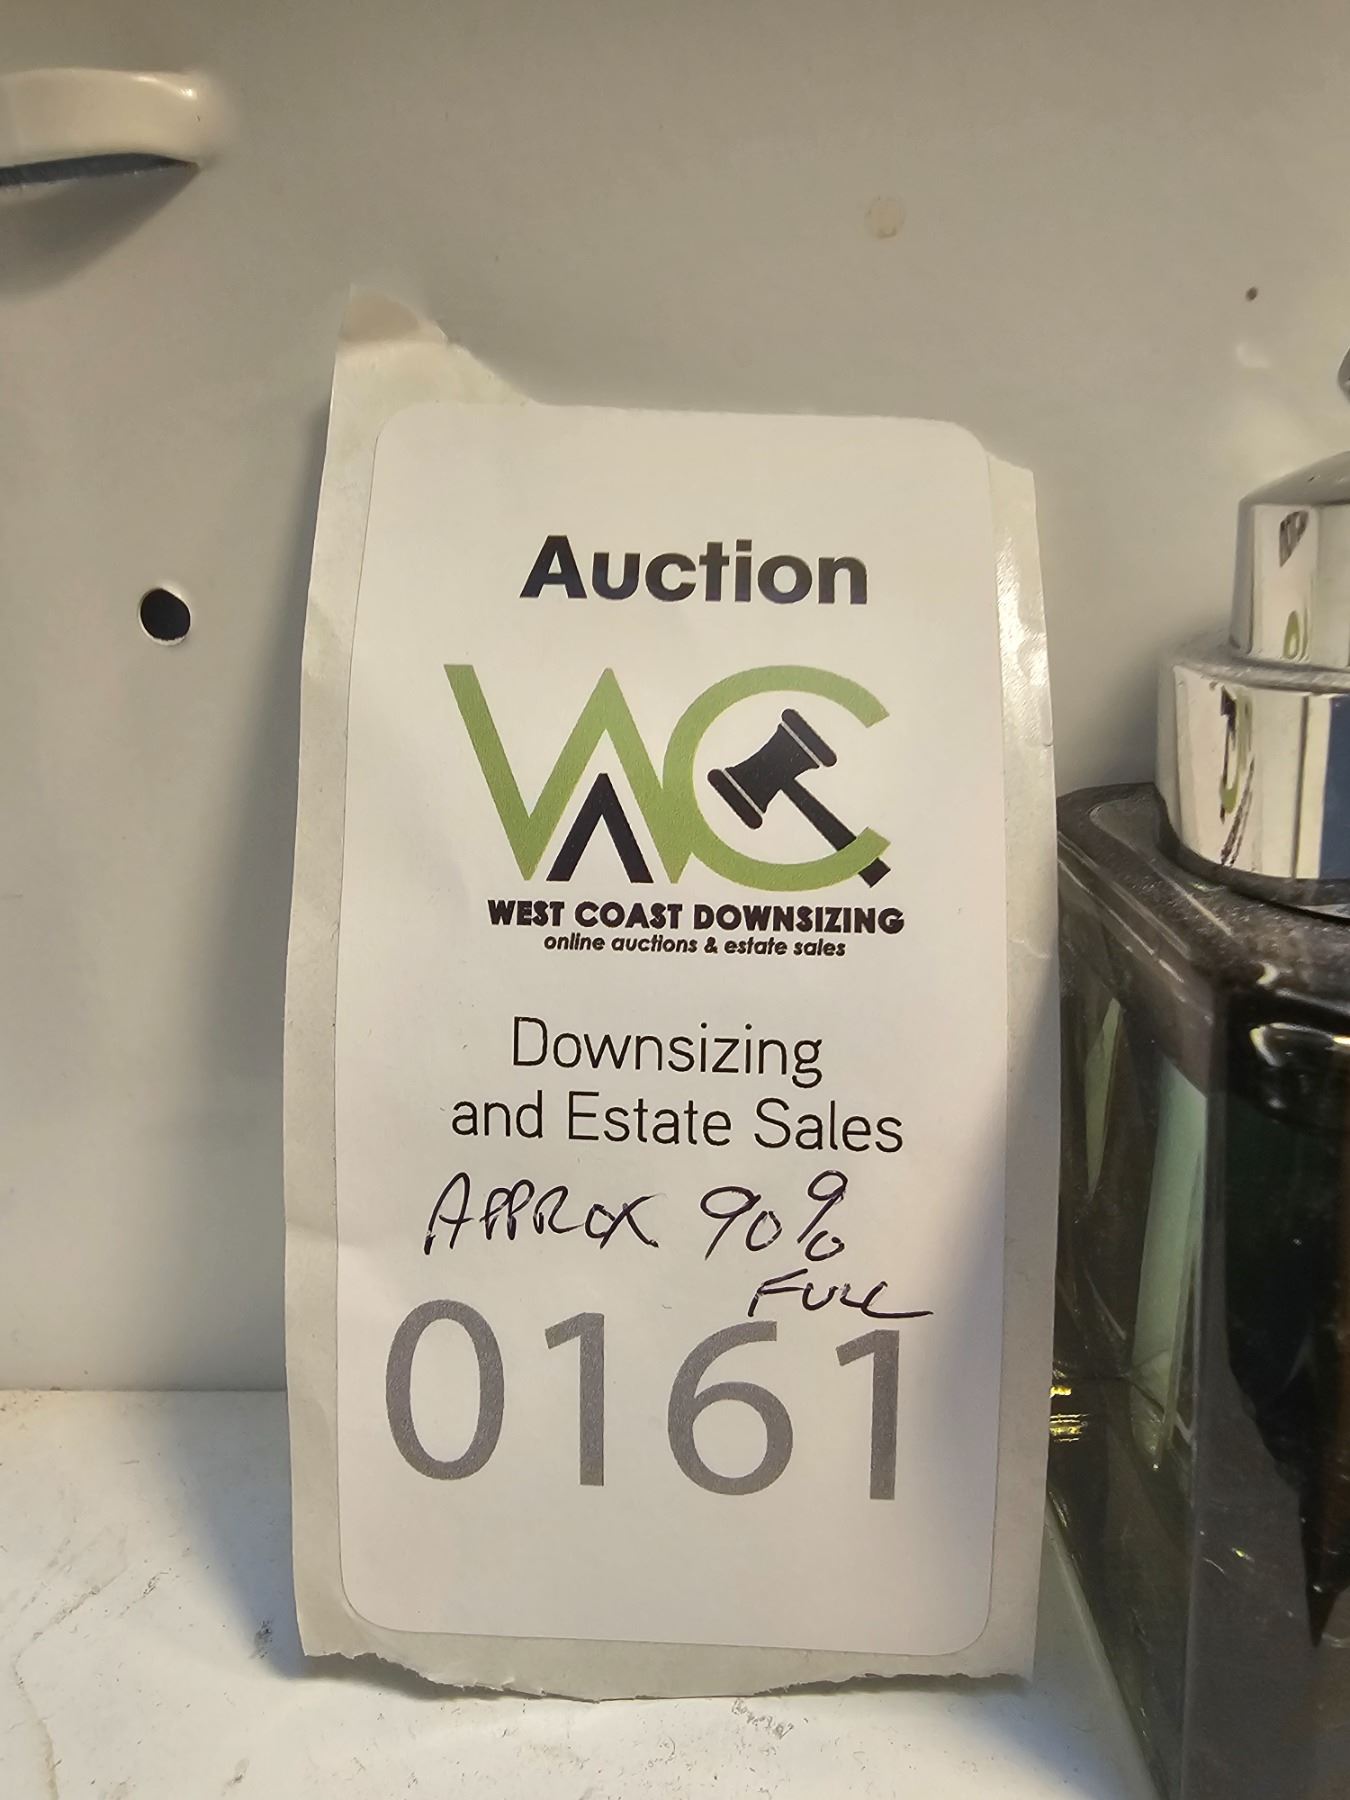 Auction
WC
WEST COAST DOWNSIZING
online auctions & estate sales
Downsizing
and Estate Sales
APPROX 90%
FULL
0161